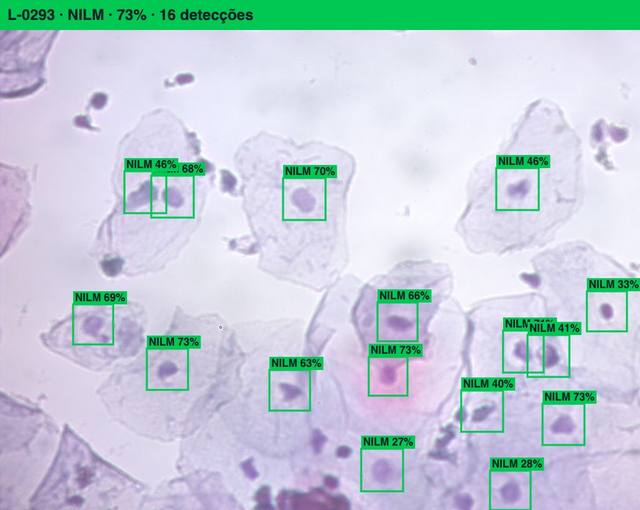 L-0293 · NILM · 73% · 16 detecções
NILM 46%
68%
NILM 70%
NILM 46%
NILM 33%
NILM 69%
NILM 66%
NILM 41%
NILM 73%
NILM 73%
NILM 63%
NILM 40%
NILM 73%
NILM 27%
NILM 28%